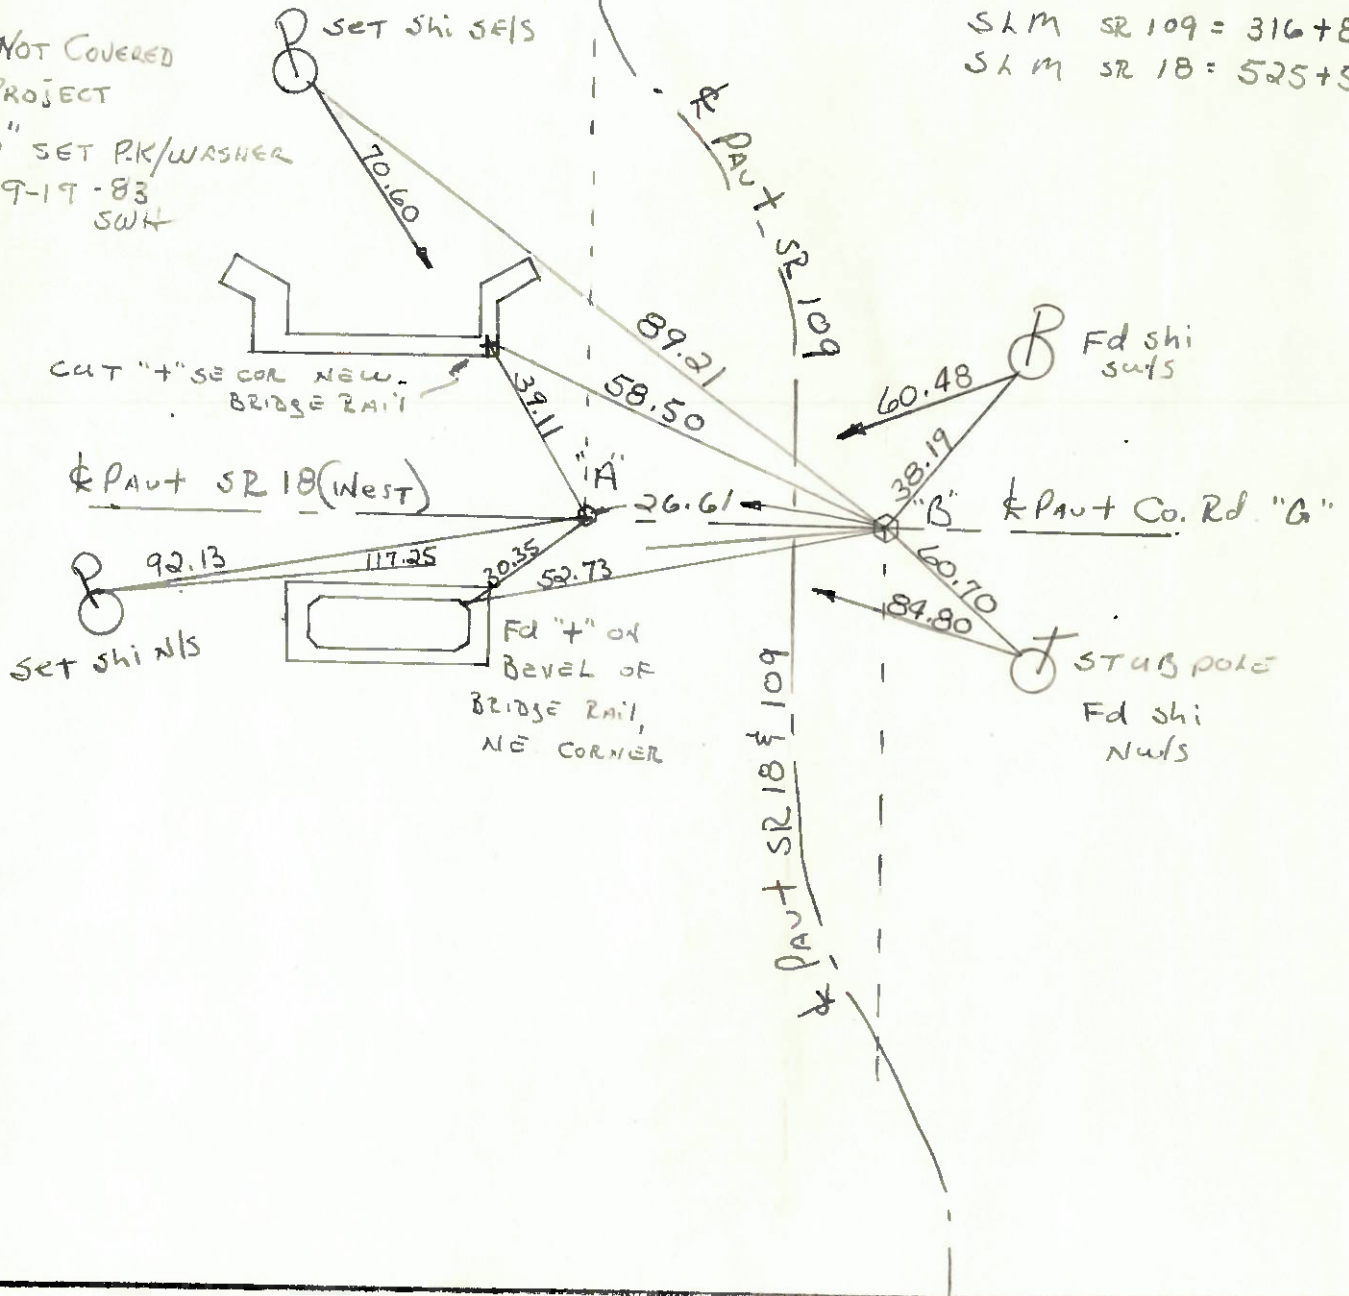 NOT COVERED
PROJECT
" SET P.K/WASHER
9-19-83
SWH
SET Shi SE/S
SLM SR 109 = 316+8
SLM SR 18 = 525+5
70.60
℄ PAVt SR 109
89.21
58.50
39.11
CUT "+" SE COR NEW
BRIDGE RAIL
Fd shi
SW/S
60.48
38.19
"A"
℄ PAVt SR 18 (WEST)
26.61
"B"
℄ PAVt Co. Rd. "G"
92.13
117.25
30.35
52.73
60.70
84.80
SET Shi N/S
Fd "+" ON
BEVEL OF
BRIDGE RAIL,
NE CORNER
STUB POLE
Fd Shi
NW/S
℄ PAVt SR 18 & 109